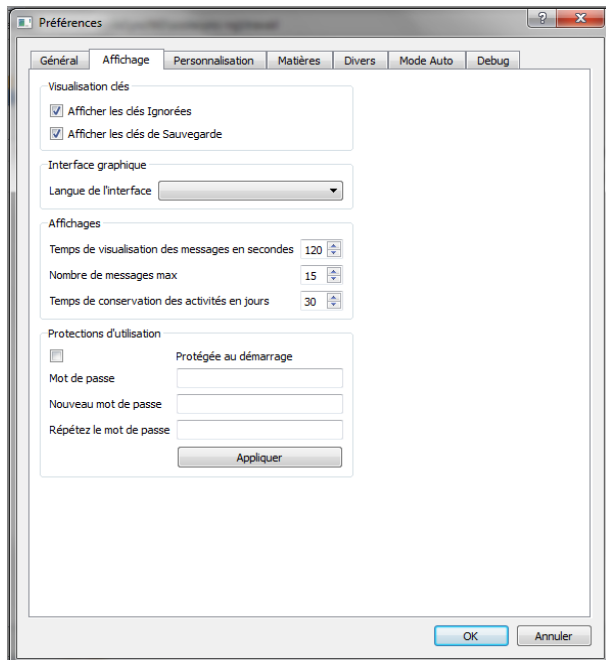 Préférences
Général Affichage Personnalisation Matières Divers Mode Auto Debug
Visualisation clés
Afficher les clés Ignorées
Afficher les clés de Sauvegarde
Interface graphique
Langue de l'interface
Affichages
Temps de visualisation des messages en secondes 120
Nombre de messages max 15
Temps de conservation des activités en jours 30
Protections d'utilisation
Protégée au démarrage
Mot de passe
Nouveau mot de passe
Répétez le mot de passe
Appliquer
OK Annuler